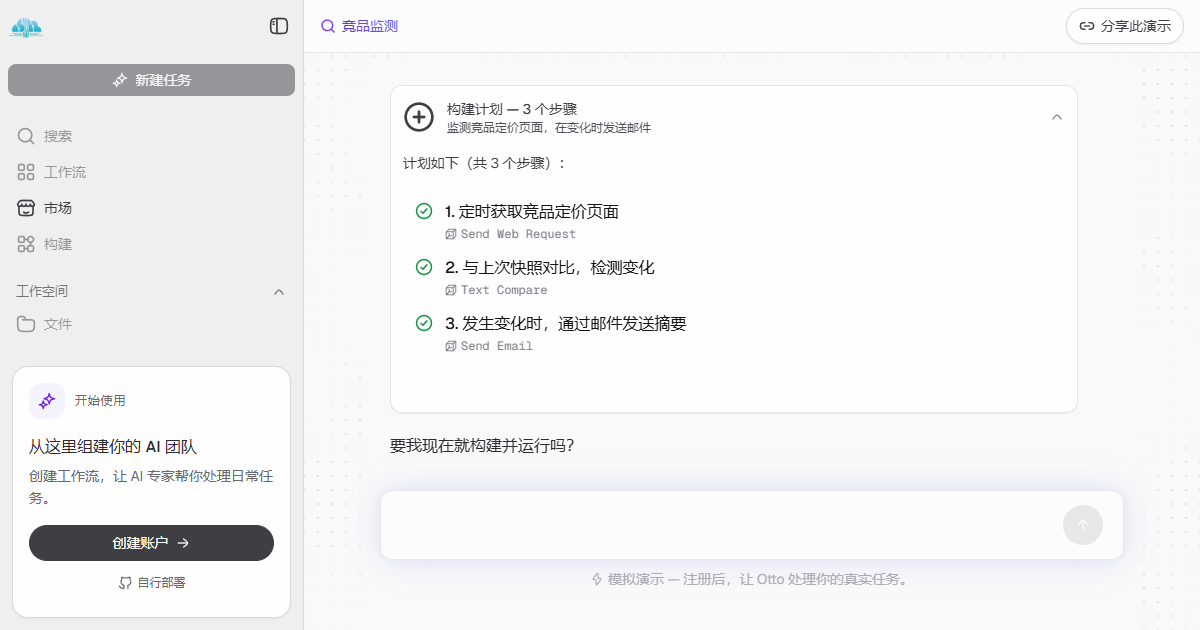 新建任务
搜索
工作流
市场
构建
工作空间
文件
开始使用
从这里组建你的 AI 团队
创建工作流，让 AI 专家帮你处理日常任
务。
创建账户 →
自行部署
竞品监测
分享此演示
构建计划 — 3 个步骤
监测竞品定价页面，在变化时发送邮件
计划如下（共 3 个步骤）：
1. 定时获取竞品定价页面
Send Web Request
2. 与上次快照对比，检测变化
Text Compare
3. 发生变化时，通过邮件发送摘要
Send Email
要我现在就构建并运行吗？
模拟演示 — 注册后，让 Otto 处理你的真实任务。